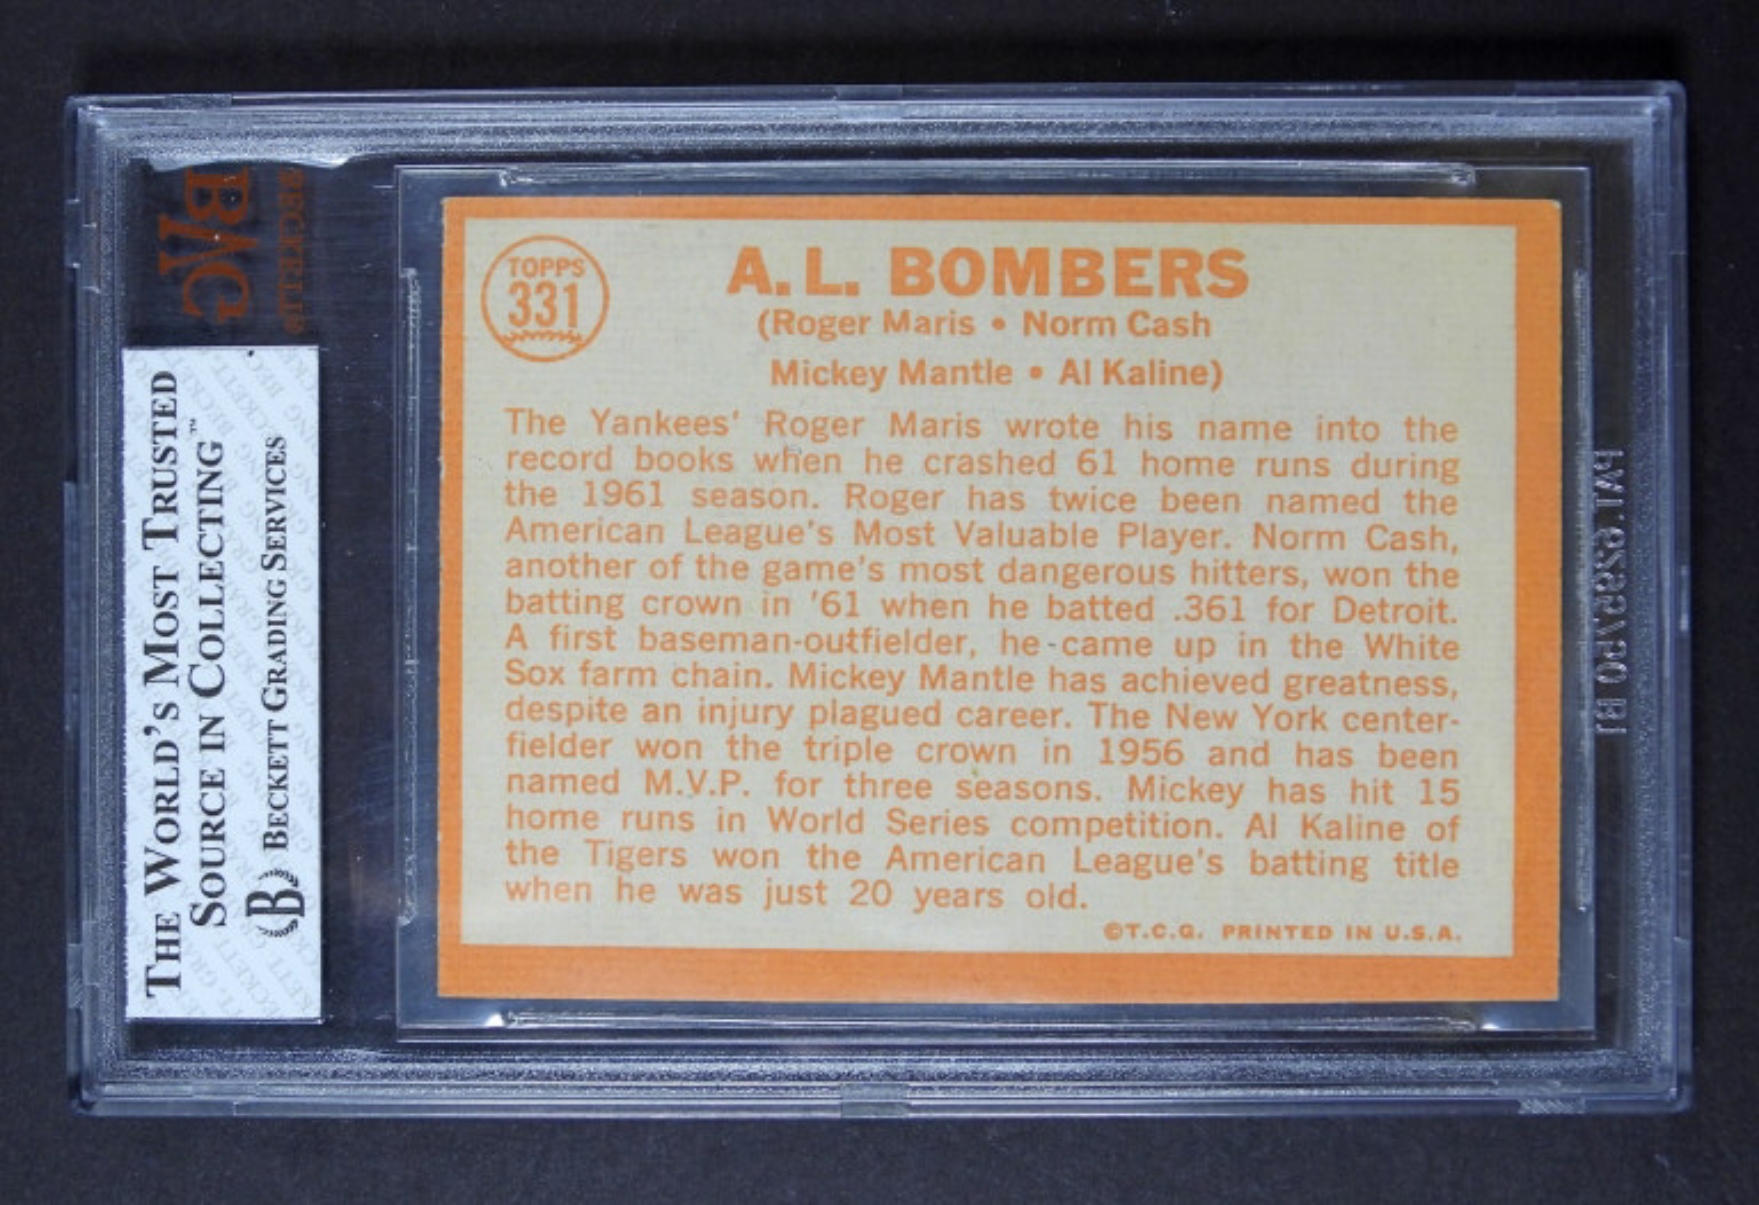 TOPPS
331
A. L. BOMBERS
(Roger Maris • Norm Cash
Mickey Mantle • Al Kaline)
The Yankees' Roger Maris wrote his name into the
record books when he crashed 61 home runs during
the 1961 season. Roger has twice been named the
American League's Most Valuable Player. Norm Cash,
another of the game's most dangerous hitters, won the
batting crown in '61 when he batted .361 for Detroit.
A first baseman-outfielder, he came up in the White
Sox farm chain. Mickey Mantle has achieved greatness,
despite an injury plagued career. The New York center-
fielder won the triple crown in 1956 and has been
named M.V.P. for three seasons. Mickey has hit 15
home runs in World Series competition. Al Kaline of
the Tigers won the American League's batting title
when he was just 20 years old.
©T.C.G. PRINTED IN U.S.A.
THE WORLD'S MOST TRUSTED
SOURCE IN COLLECTING™
B BECKETT GRADING SERVICES